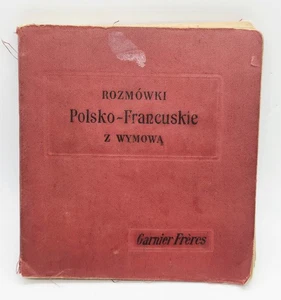 ROZMÓWKI
Polsko-Francuskie
Z WYMOWĄ
Garnier Frères